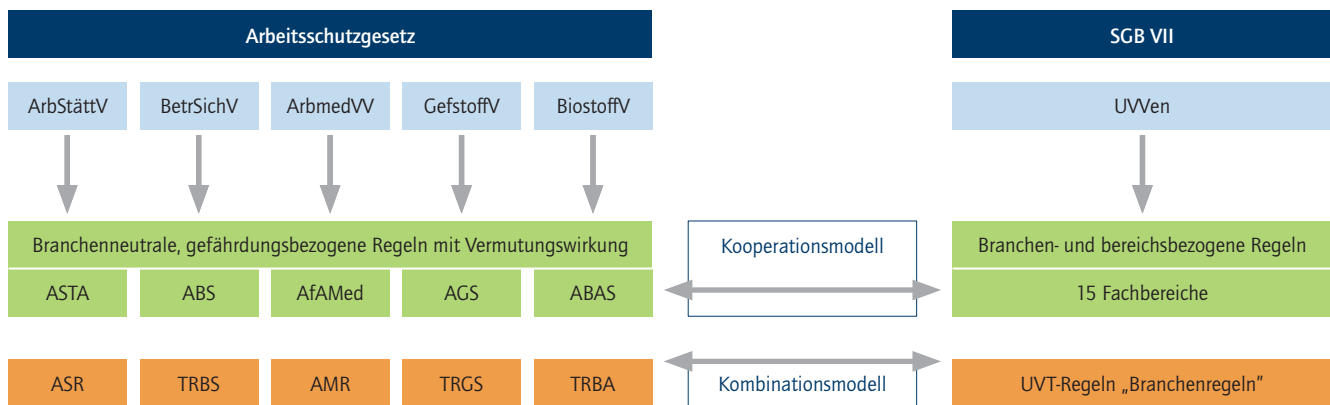 Arbeitsschutzgesetz
SGB VII
ArbStättV
BetrSichV
ArbmedVV
GefstoffV
BiostoffV
UVVen
Branchenneutrale, gefährdungsbezogene Regeln mit Vermutungswirkung
Kooperationsmodell
Branchen- und bereichsbezogene Regeln
ASTA
ABS
AfAMed
AGS
ABAS
15 Fachbereiche
ASR
TRBS
AMR
TRGS
TRBA
Kombinationsmodell
UVT-Regeln „Branchenregeln”